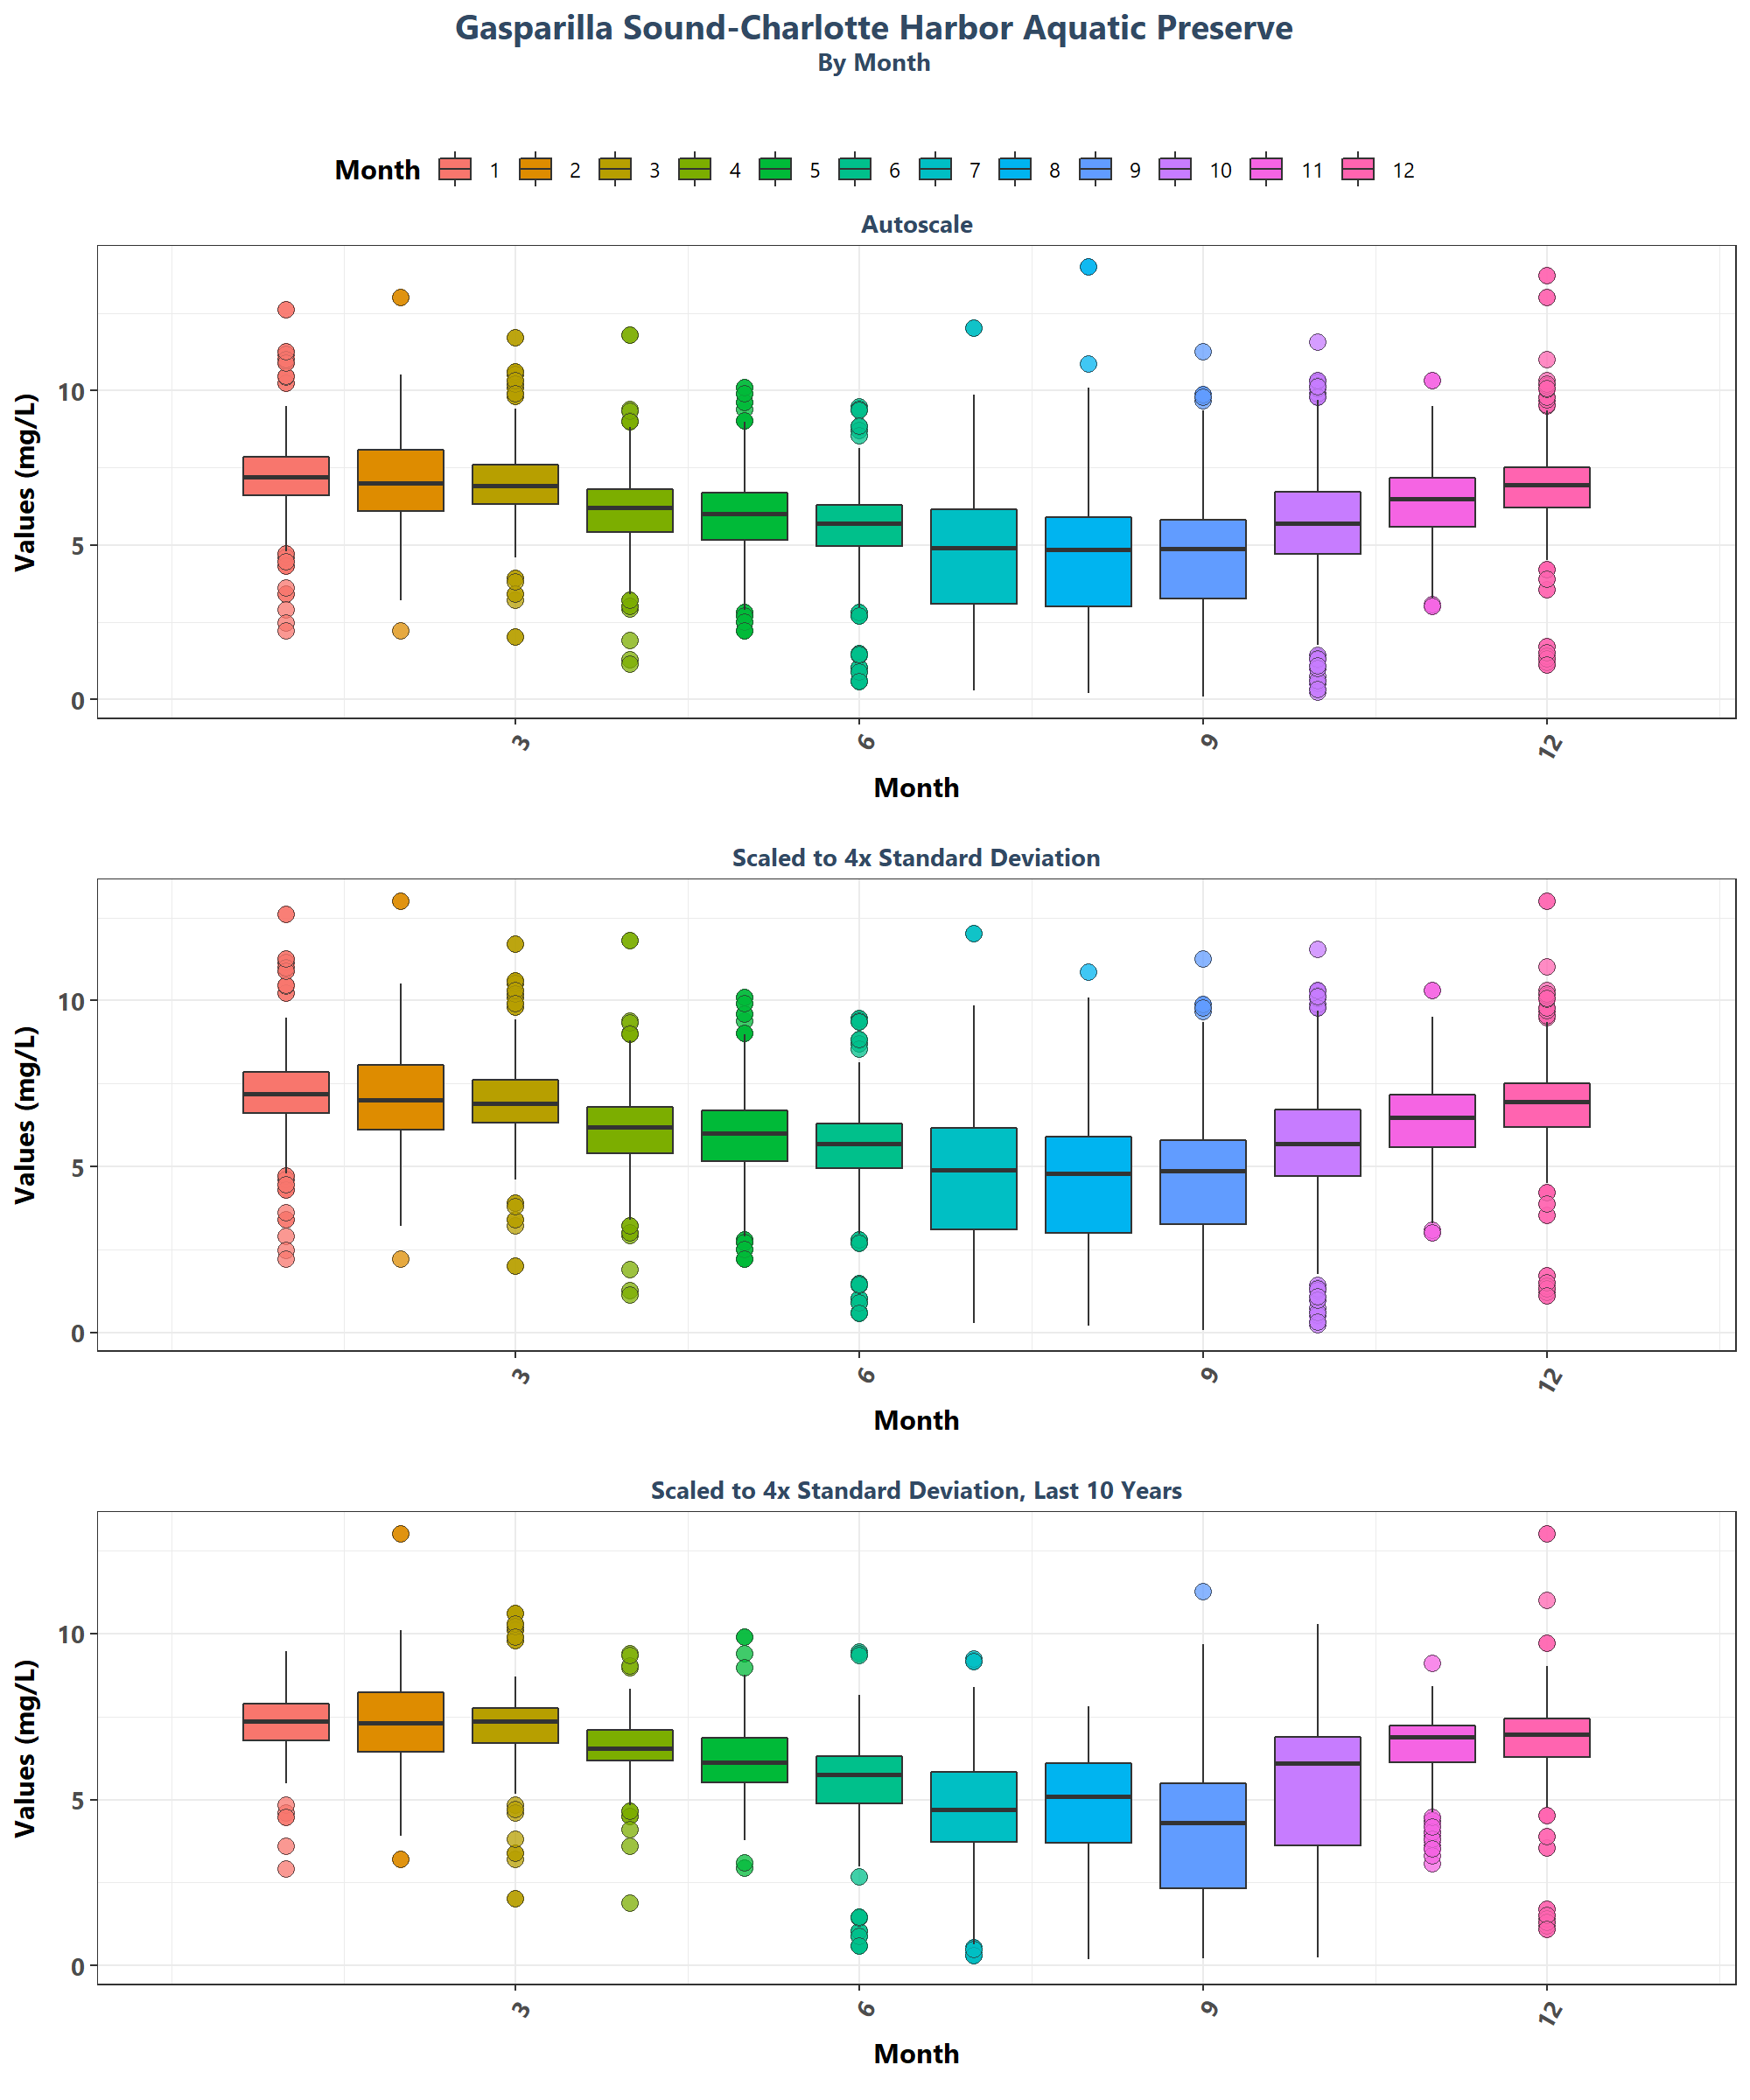 Gasparilla Sound-Charlotte Harbor Aquatic Preserve
By Month
Month 1 2 3 4 5 6 7 8 9 10 11 12
Autoscale
Values (mg/L)
10
5
0
3 6 9 12
Month
Scaled to 4x Standard Deviation
Values (mg/L)
10
5
0
3 6 9 12
Month
Scaled to 4x Standard Deviation, Last 10 Years
Values (mg/L)
10
5
0
3 6 9 12
Month